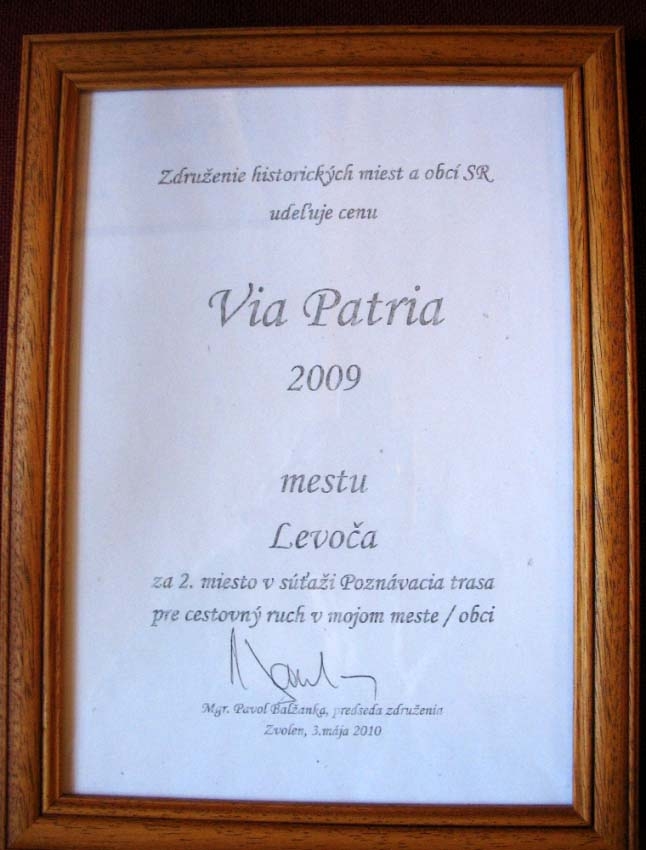 Združenie historických miest a obcí SR
udeľuje cenu
Via Patria
2009
mestu
Levoča
za 2. miesto v súťaži Poznávacia trasa
pre cestovný ruch v mojom meste / obci
Mgr. Pavol Balžanka, predseda združenia
Zvolen, 3.mája 2010